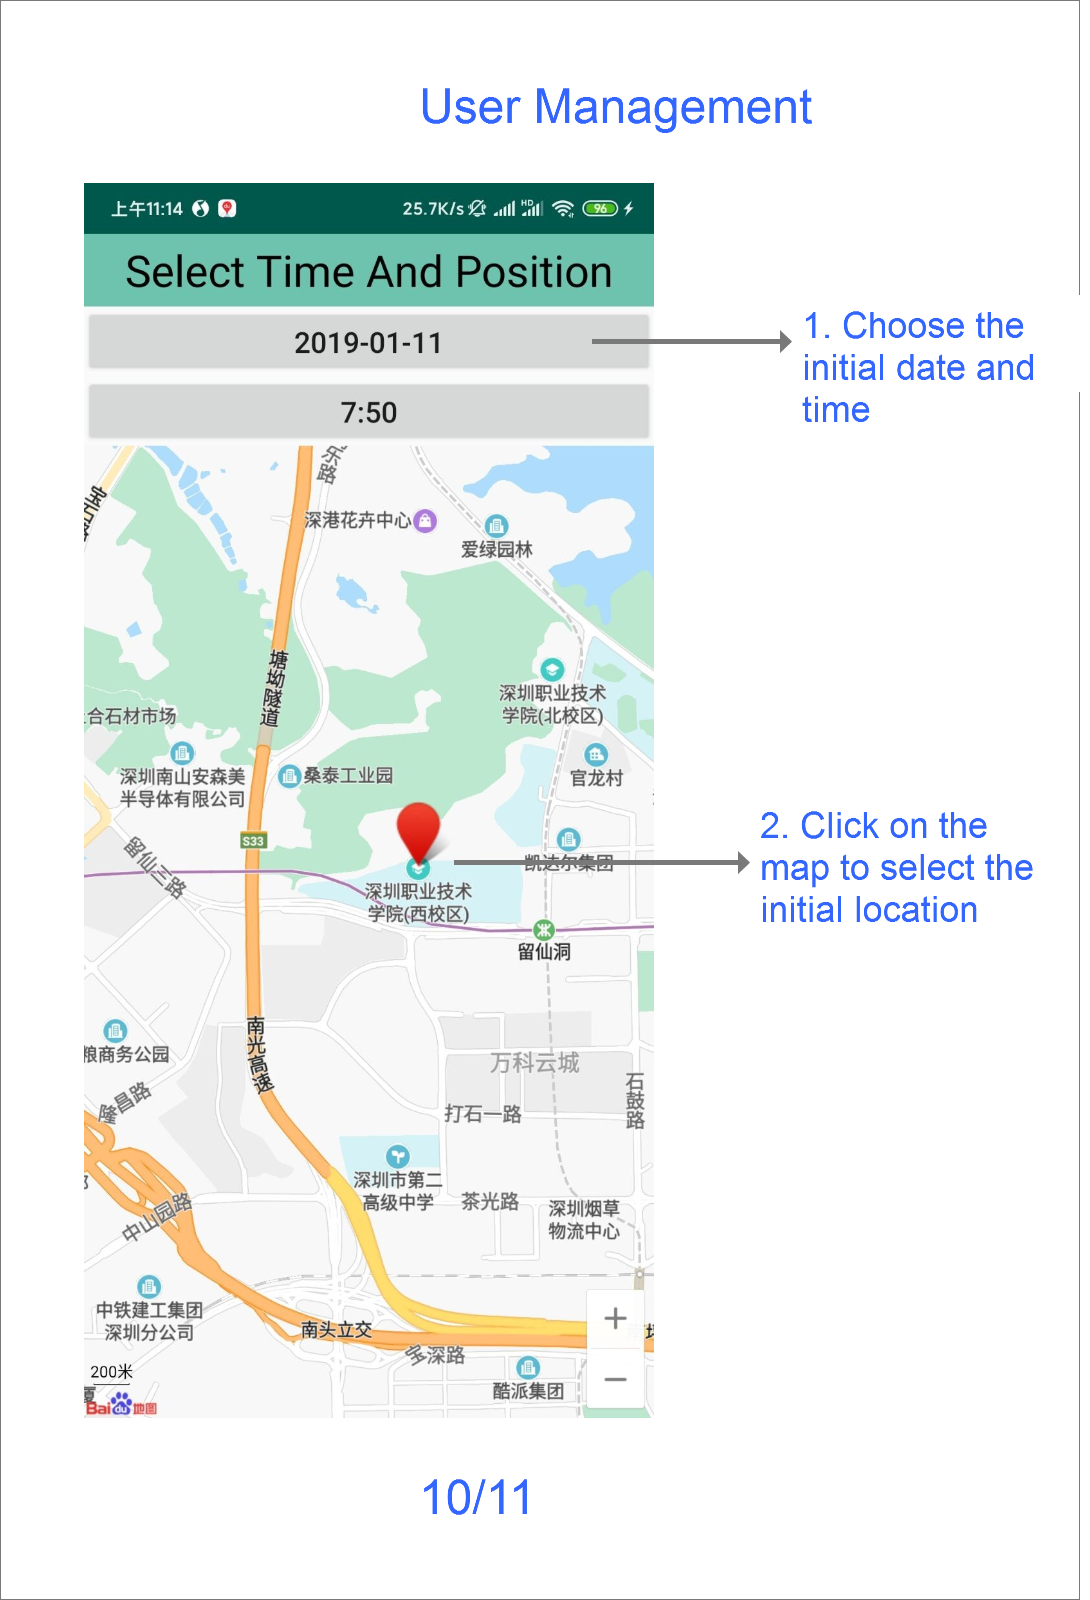 User Management
上午11:14
25.7K/s HD 96
Select Time And Position
2019-01-11
1. Choose the
initial date and
time
7:50
乐路
深港花卉中心
爱绿园林
塘坳隧道
深圳职业技术
学院(北校区)
合石材市场
官龙村
深圳南山安森美
半导体有限公司
桑泰工业园
S33
留仙三路
凯达尔集团
2. Click on the
map to select the
initial location
深圳职业技术
学院(西校区)
留仙洞
南光高速
粮商务公园
万科云城
石鼓路
隆昌路
打石一路
深圳市第二
高级中学
茶光路
深圳烟草
物流中心
中山园路
中铁建工集团
深圳分公司
南头立交
+
深路
酷派集团
−
200米
厦
Bai du 地图
10/11